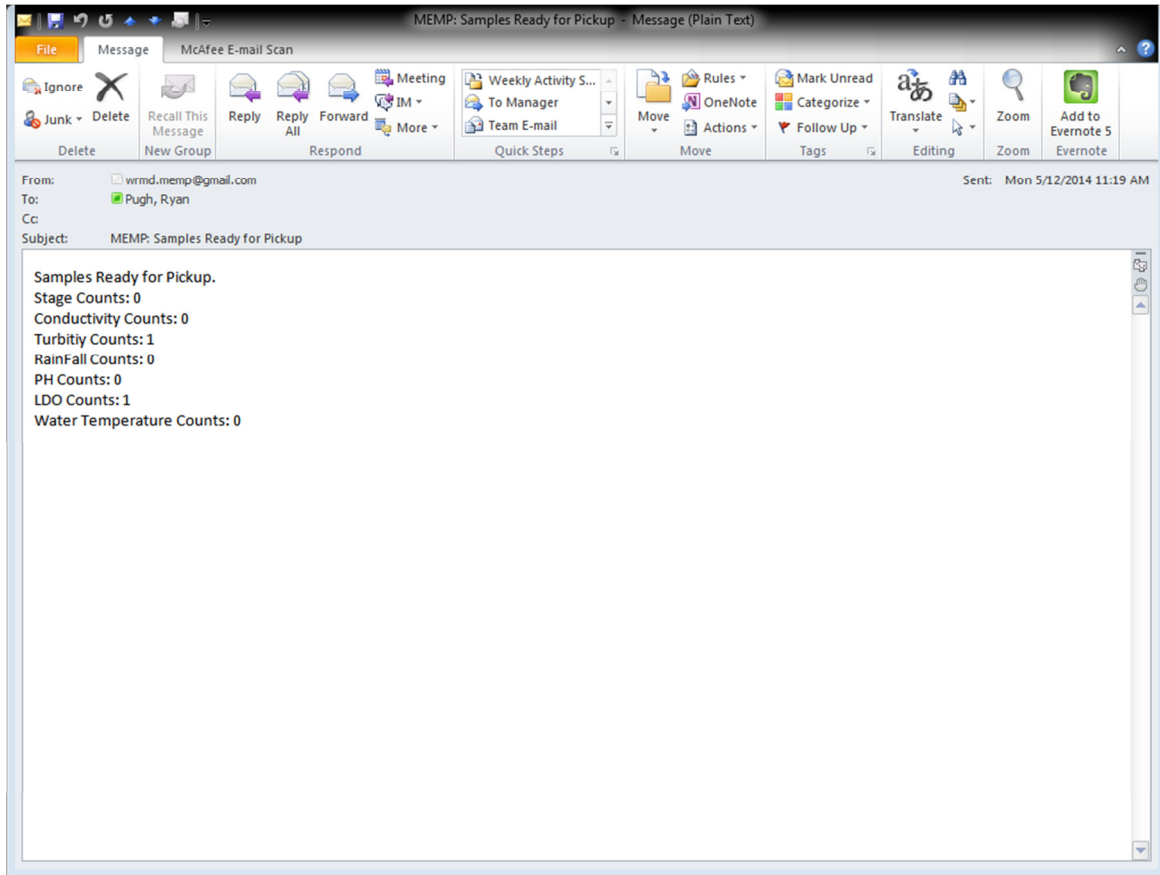 MEMP: Samples Ready for Pickup - Message (Plain Text)
File Message McAfee E-mail Scan
Ignore
Junk
Delete
Delete
Recall This
Message
New Group
Reply
Reply
All
Forward
Meeting
IM
More
Respond
Weekly Activity S...
To Manager
Team E-mail
Quick Steps
Move
Rules
OneNote
Actions
Move
Mark Unread
Categorize
Follow Up
Tags
Translate
Editing
Zoom
Zoom
Add to
Evernote 5
Evernote
From: wrmd.memp@gmail.com Sent: Mon 5/12/2014 11:19 AM
To: Pugh, Ryan
Cc:
Subject: MEMP: Samples Ready for Pickup
Samples Ready for Pickup.
Stage Counts: 0
Conductivity Counts: 0
Turbitiy Counts: 1
RainFall Counts: 0
PH Counts: 0
LDO Counts: 1
Water Temperature Counts: 0